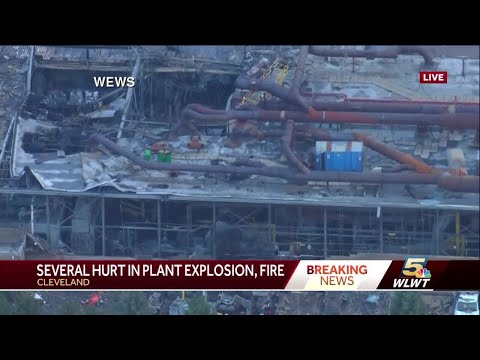 WEWS
LIVE
SEVERAL HURT IN PLANT EXPLOSION, FIRE
CLEVELAND
BREAKING
NEWS
5
WLWT